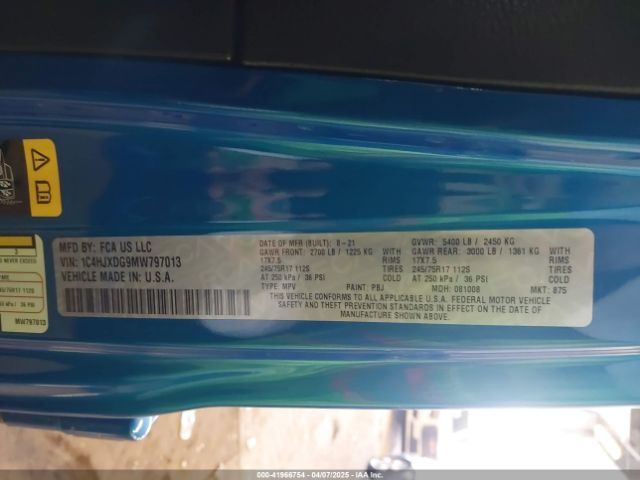 MFD BY: FCA US LLC
VIN: 1C4HJXDG9MW797013
VEHICLE MADE IN U.S.A.
DATE OF MFR (BUILT): 8-21
GAWR FRONT: 2700 LB / 1225 KG
17X7.5 RIMS
245/75R17 112S TIRES
AT 250 kPa / 36 PSI COLD
GVWR: 5400 LB / 2450 KG
GAWR REAR: 3000 LB / 1361 KG
17X7.5 RIMS
245/75R17 112S TIRES
AT 250 kPa / 36 PSI COLD
TYPE: MPV PAINT: PBJ MDH: 081008 MKT: 875
THIS VEHICLE CONFORMS TO ALL APPLICABLE U.S.A. FEDERAL MOTOR VEHICLE
SAFETY AND THEFT PREVENTION STANDARDS IN EFFECT ON THE DATE OF
MANUFACTURE SHOWN ABOVE.
MW797013
000-41966754 - 04/07/2025 - IAAI.COM